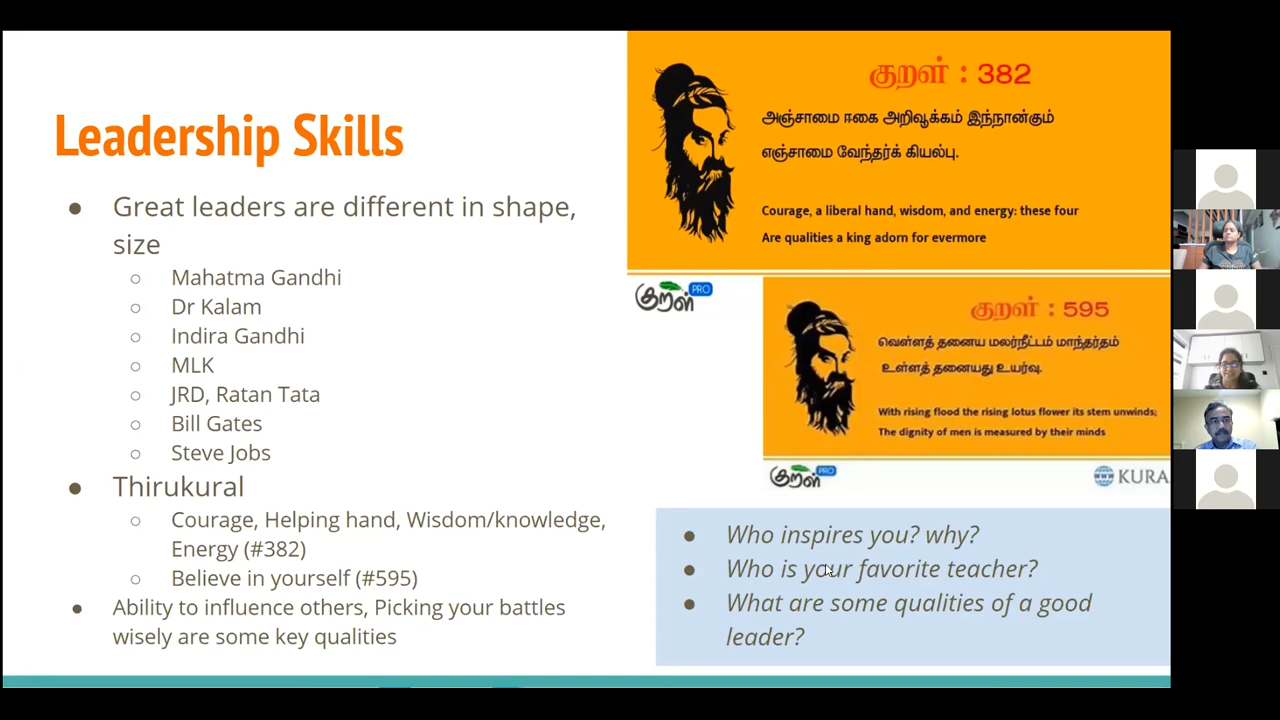 Leadership Skills
Great leaders are different in shape,
size
Mahatma Gandhi
Dr Kalam
Indira Gandhi
MLK
JRD, Ratan Tata
Bill Gates
Steve Jobs
Thirukural
Courage, Helping hand, Wisdom/knowledge,
Energy (#382)
Believe in yourself (#595)
Ability to influence others, Picking your battles
wisely are some key qualities
குறள் : 382
அஞ்சாமை ஈகை அறிவூக்கம் இந்நான்கும்
எஞ்சாமை வேந்தர்க் கியல்பு.
Courage, a liberal hand, wisdom, and energy: these four
Are qualities a king adorn for evermore
குறள் PRO
குறள் : 595
வெள்ளத் தனைய மலர்நீட்டம் மாந்தர்தம்
உள்ளத் தனையது உயர்வு.
With rising flood the rising lotus flower its stem unwinds;
The dignity of men is measured by their minds
குறள் PRO
www KURA
Who inspires you? why?
Who is your favorite teacher?
What are some qualities of a good
leader?